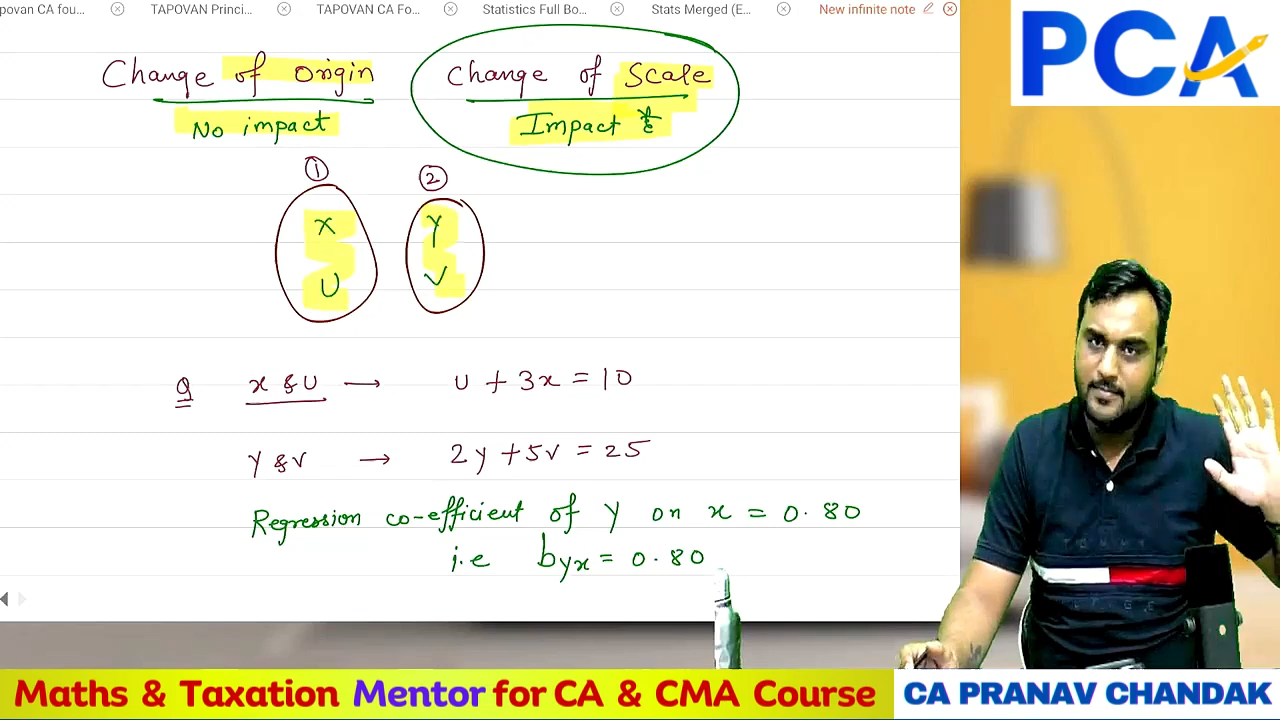 povan CA fou...
TAPOVAN Princi...
TAPOVAN CA Fo...
Statistics Full Bo...
Stats Merged (E...
New infinite note
PCA
Change of Origin
Change of Scale
No impact
Impact
① ②
X Y
U V
Q x & U → U + 3x = 10
Y & V → 2y + 5v = 25
Regression co-efficient of y on x = 0.80
i.e byx = 0.80
Maths & Taxation Mentor for CA & CMA Course
CA PRANAV CHANDAK